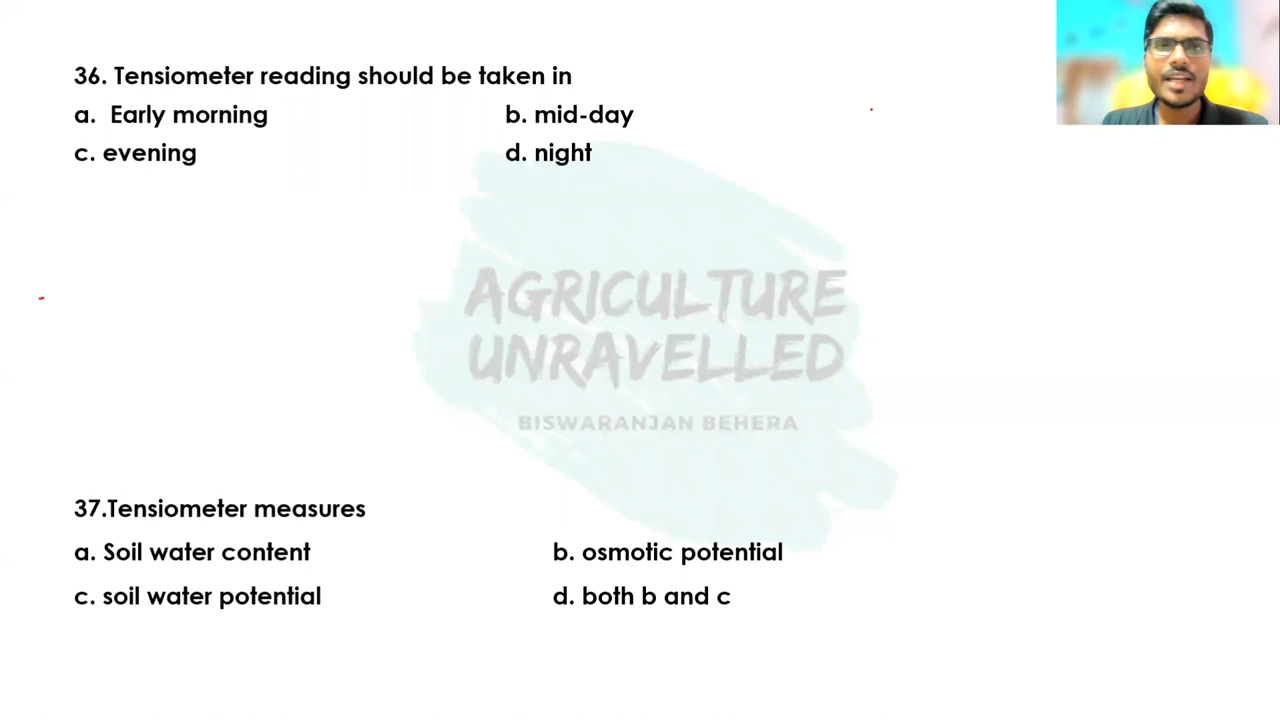 36. Tensiometer reading should be taken in
a. Early morning b. mid-day
c. evening d. night
AGRICULTURE
UNRAVELLED
BISWARANJAN BEHERA
37.Tensiometer measures
a. Soil water content b. osmotic potential
c. soil water potential d. both b and c